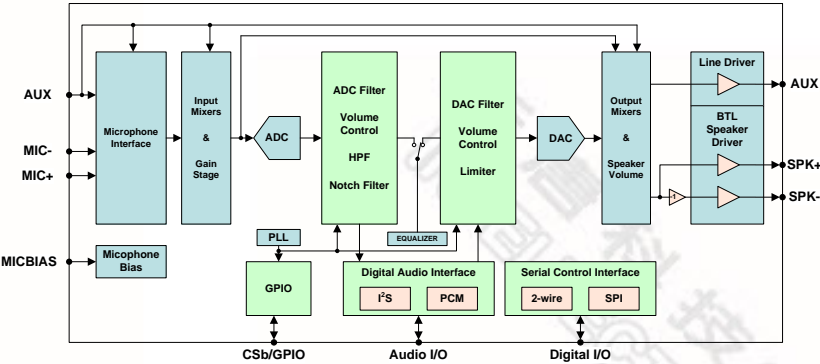 AUX
MIC-
MIC+
MICBIAS
Microphone
Interface
Micophone
Bias
Input
Mixers
&
Gain
Stage
ADC
ADC Filter
Volume
Control
HPF
Notch Filter
DAC Filter
Volume
Control
Limiter
DAC
Output
Mixers
&
Speaker
Volume
Line Driver
BTL
Speaker
Driver
-1
AUX
SPK+
SPK-
PLL
EQUALIZER
GPIO
Digital Audio Interface
I²S
PCM
Serial Control Interface
2-wire
SPI
CSb/GPIO
Audio I/O
Digital I/O